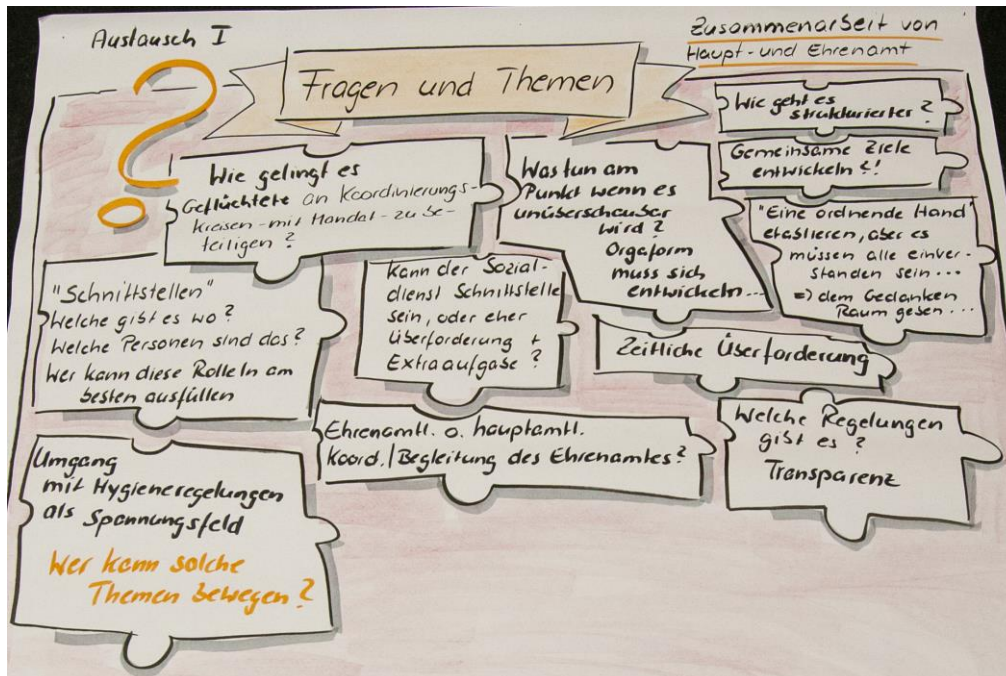 Austausch I
Zusammenarbeit von
Haupt- und Ehrenamt
?
Fragen und Themen
Wie geht es
strukturierter?
Wie gelingt es
Geflüchtete an Koordinierungs-
kreisen - mit Mandat - zu be-
teiligen?
Was tun am
Punkt wenn es
unüberschaubar
wird?
Orgaform
muss sich
entwickeln...
Gemeinsame Ziele
entwickeln?!
"Eine ordnende Hand"
etablieren, aber es
müssen alle einver-
standen sein...
=> dem Gedanken
Raum geben...
"Schnittstellen"
Welche gibt es wo?
Welche Personen sind das?
Wer kann diese Rolle/n am
besten ausfüllen
Kann der Sozial-
dienst Schnittstelle
sein, oder eher
Überforderung +
Extraaufgabe?
Zeitliche Überforderung
Ehrenamtl. o. hauptamtl.
Koord./Begleitung des Ehrenamtes?
Welche Regelungen
gibt es?
Transparenz
Umgang
mit Hygieneregelungen
als Spannungsfeld
Wer kann solche
Themen bewegen?